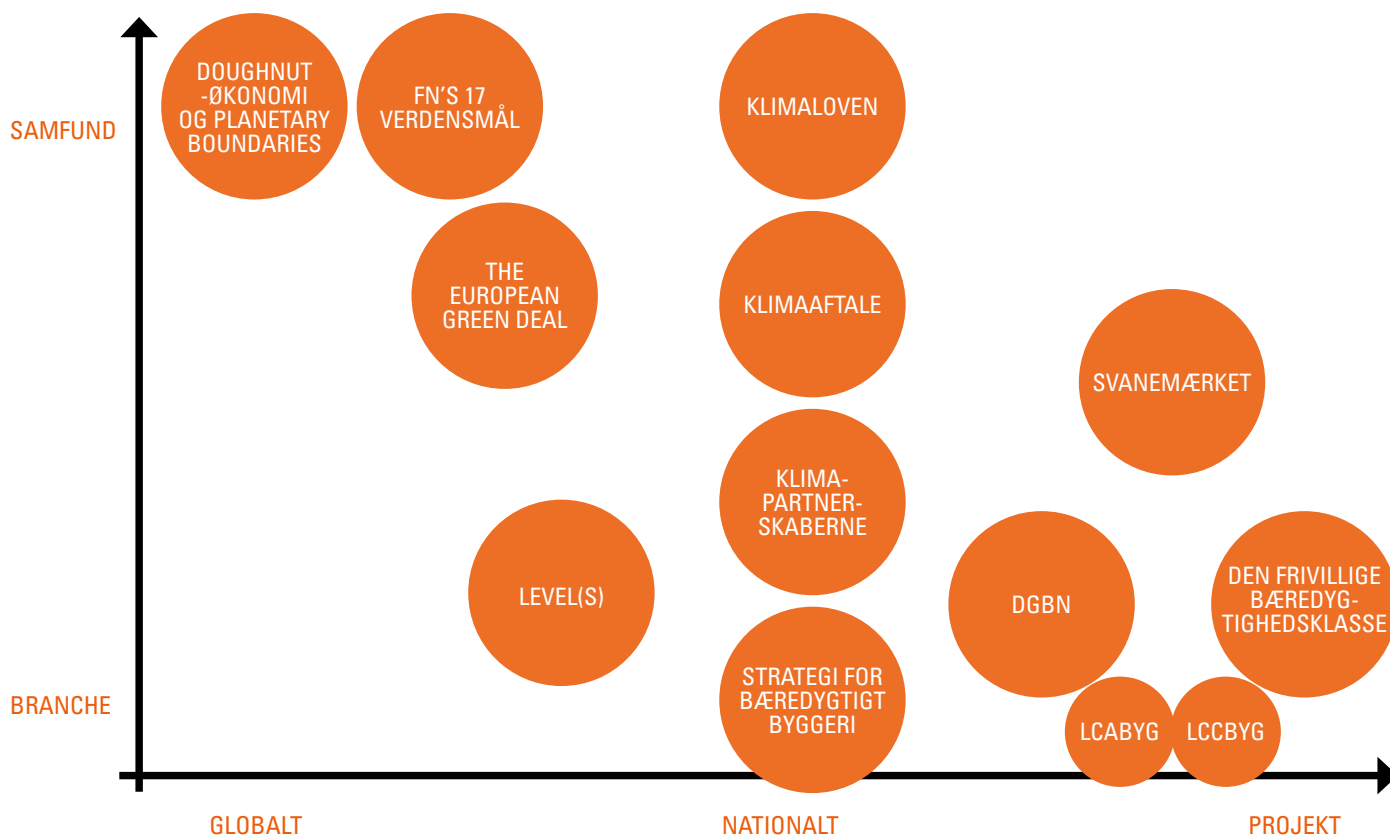 SAMFUND
DOUGHNUT
-ØKONOMI
OG PLANETARY
BOUNDARIES
FN'S 17
VERDENSMÅL
KLIMALOVEN
THE
EUROPEAN
GREEN DEAL
KLIMAAFTALE
SVANEMÆRKET
KLIMA-
PARTNER-
SKABERNE
LEVEL(S)
DGBN
DEN FRIVILLIGE
BÆREDYG-
TIGHEDSKLASSE
BRANCHE
STRATEGI FOR
BÆREDYGTIGT
BYGGERI
LCABYG
LCCBYG
GLOBALT
NATIONALT
PROJEKT